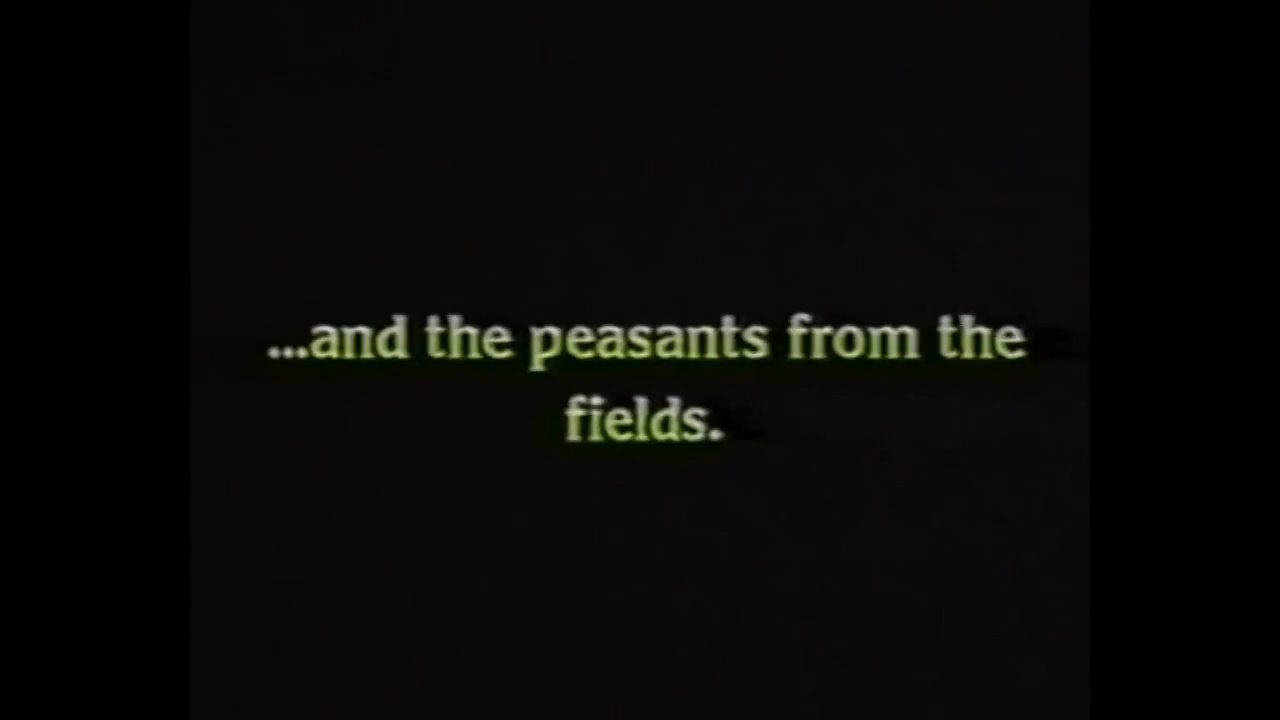 ...and the peasants from the
fields.